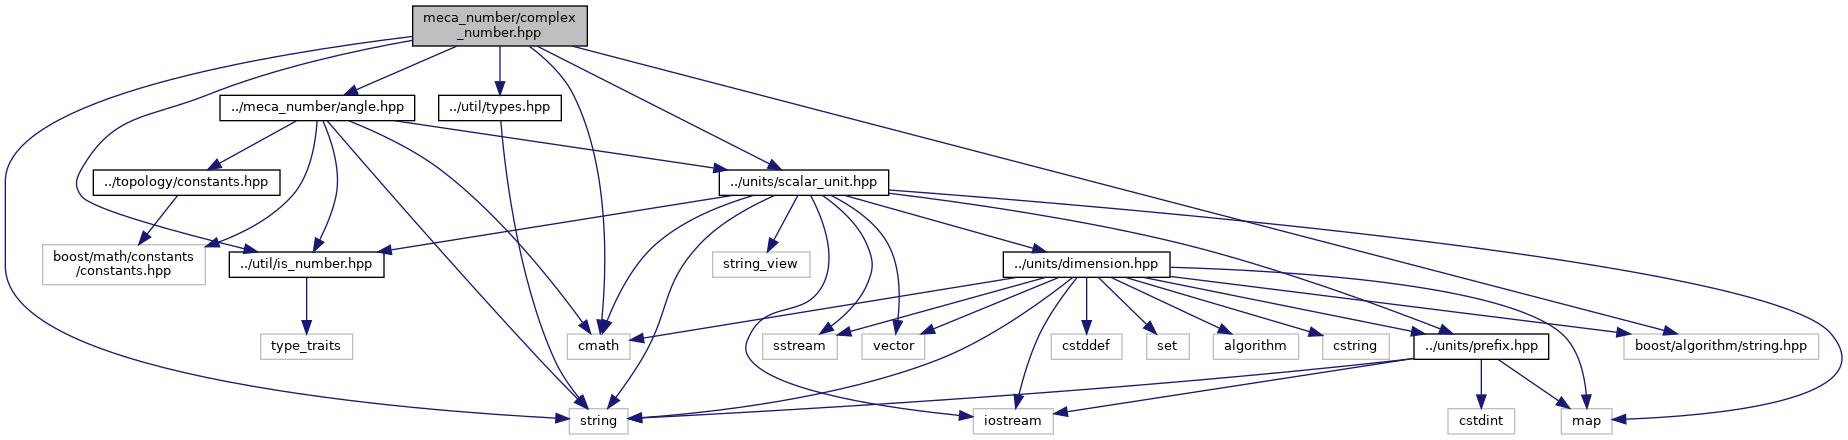 meca_number/complex
_number.hpp
../meca_number/angle.hpp
../util/types.hpp
../topology/constants.hpp
../units/scalar_unit.hpp
boost/math/constants
/constants.hpp
../util/is_number.hpp
string_view
../units/dimension.hpp
type_traits
cmath
sstream
vector
cstddef
set
algorithm
cstring
../units/prefix.hpp
boost/algorithm/string.hpp
string
iostream
cstdint
map